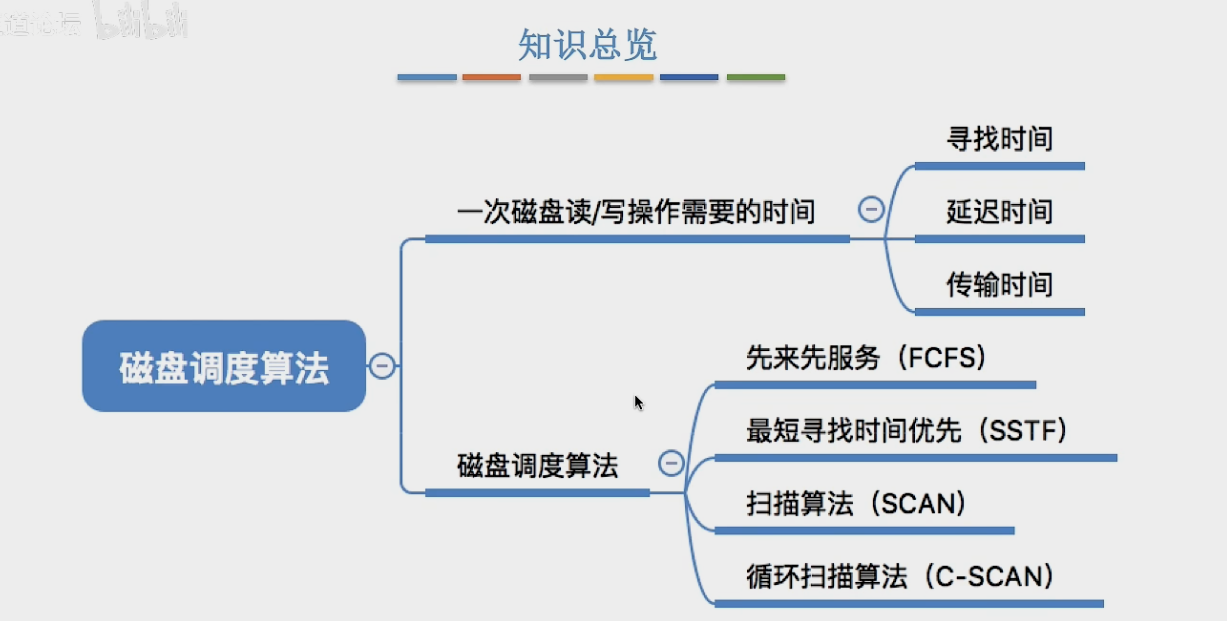 bilibili
知识总览
寻找时间
一次磁盘读/写操作需要的时间
延迟时间
传输时间
磁盘调度算法
先来先服务（FCFS）
最短寻找时间优先（SSTF）
磁盘调度算法
扫描算法（SCAN）
循环扫描算法（C-SCAN）